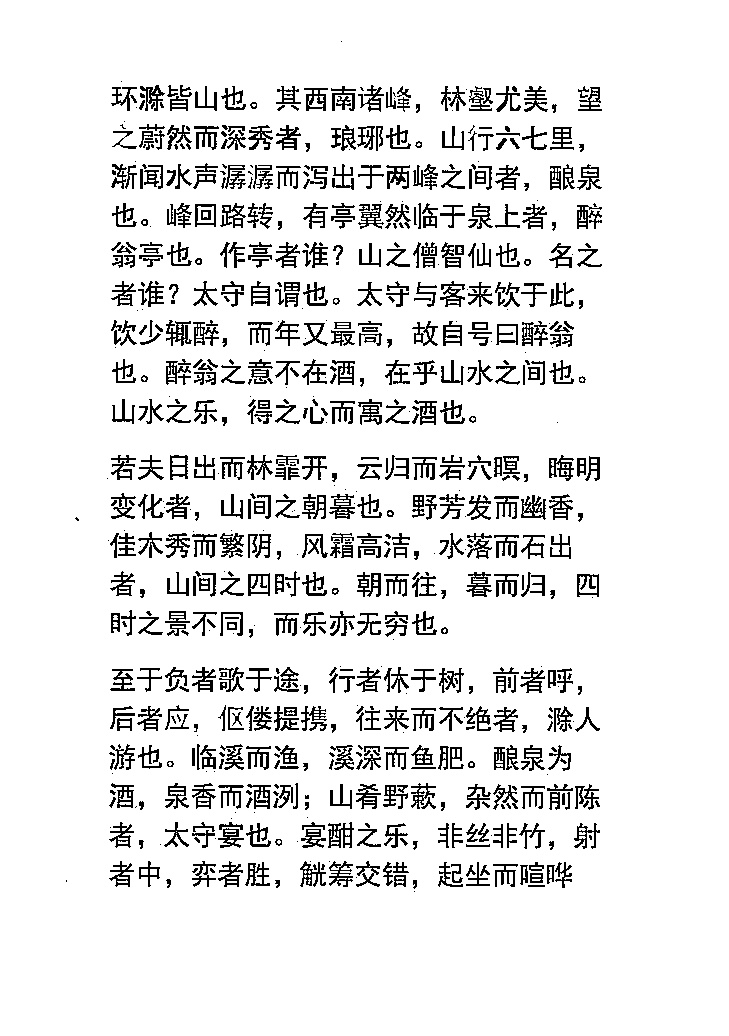 环滁皆山也。其西南诸峰，林壑尤美，望
之蔚然而深秀者，琅琊也。山行六七里，
渐闻水声潺潺而泻出于两峰之间者，酿泉
也。峰回路转，有亭翼然临于泉上者，醉
翁亭也。作亭者谁？山之僧智仙也。名之
者谁？太守自谓也。太守与客来饮于此，
饮少辄醉，而年又最高，故自号曰醉翁
也。醉翁之意不在酒，在乎山水之间也。
山水之乐，得之心而寓之酒也。
若夫日出而林霏开，云归而岩穴暝，晦明
变化者，山间之朝暮也。野芳发而幽香，
佳木秀而繁阴，风霜高洁，水落而石出
者，山间之四时也。朝而往，暮而归，四
时之景不同，而乐亦无穷也。
至于负者歌于途，行者休于树，前者呼，
后者应，伛偻提携，往来而不绝者，滁人
游也。临溪而渔，溪深而鱼肥。酿泉为
酒，泉香而酒洌；山肴野蔌，杂然而前陈
者，太守宴也。宴酣之乐，非丝非竹，射
者中，弈者胜，觥筹交错，起坐而喧哗